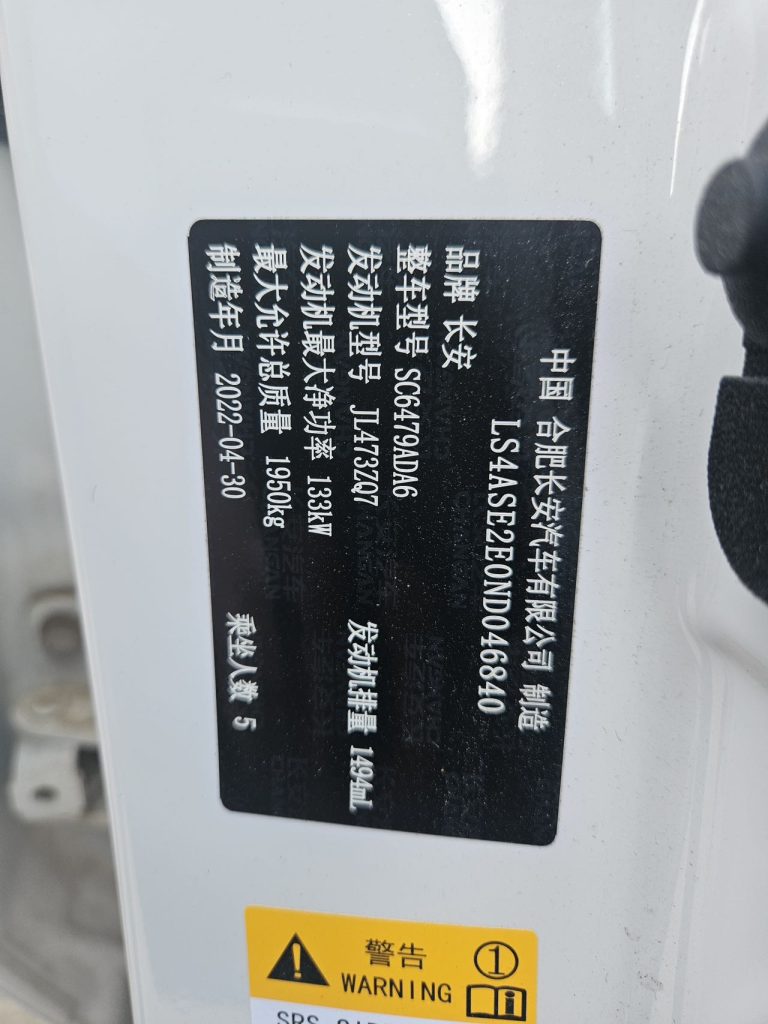 中国 合肥长安汽车有限公司 制造
LS4ASE2E0ND046840
品牌 长安
整车型号 SC6479ADA6
发动机型号 JL473ZQ7 发动机排量 1494mL
发动机最大净功率 133kW
最大允许总质量 1950kg
制造年月 2022-04-30 乘坐人数 5
警告
WARNING
1
i
SRS